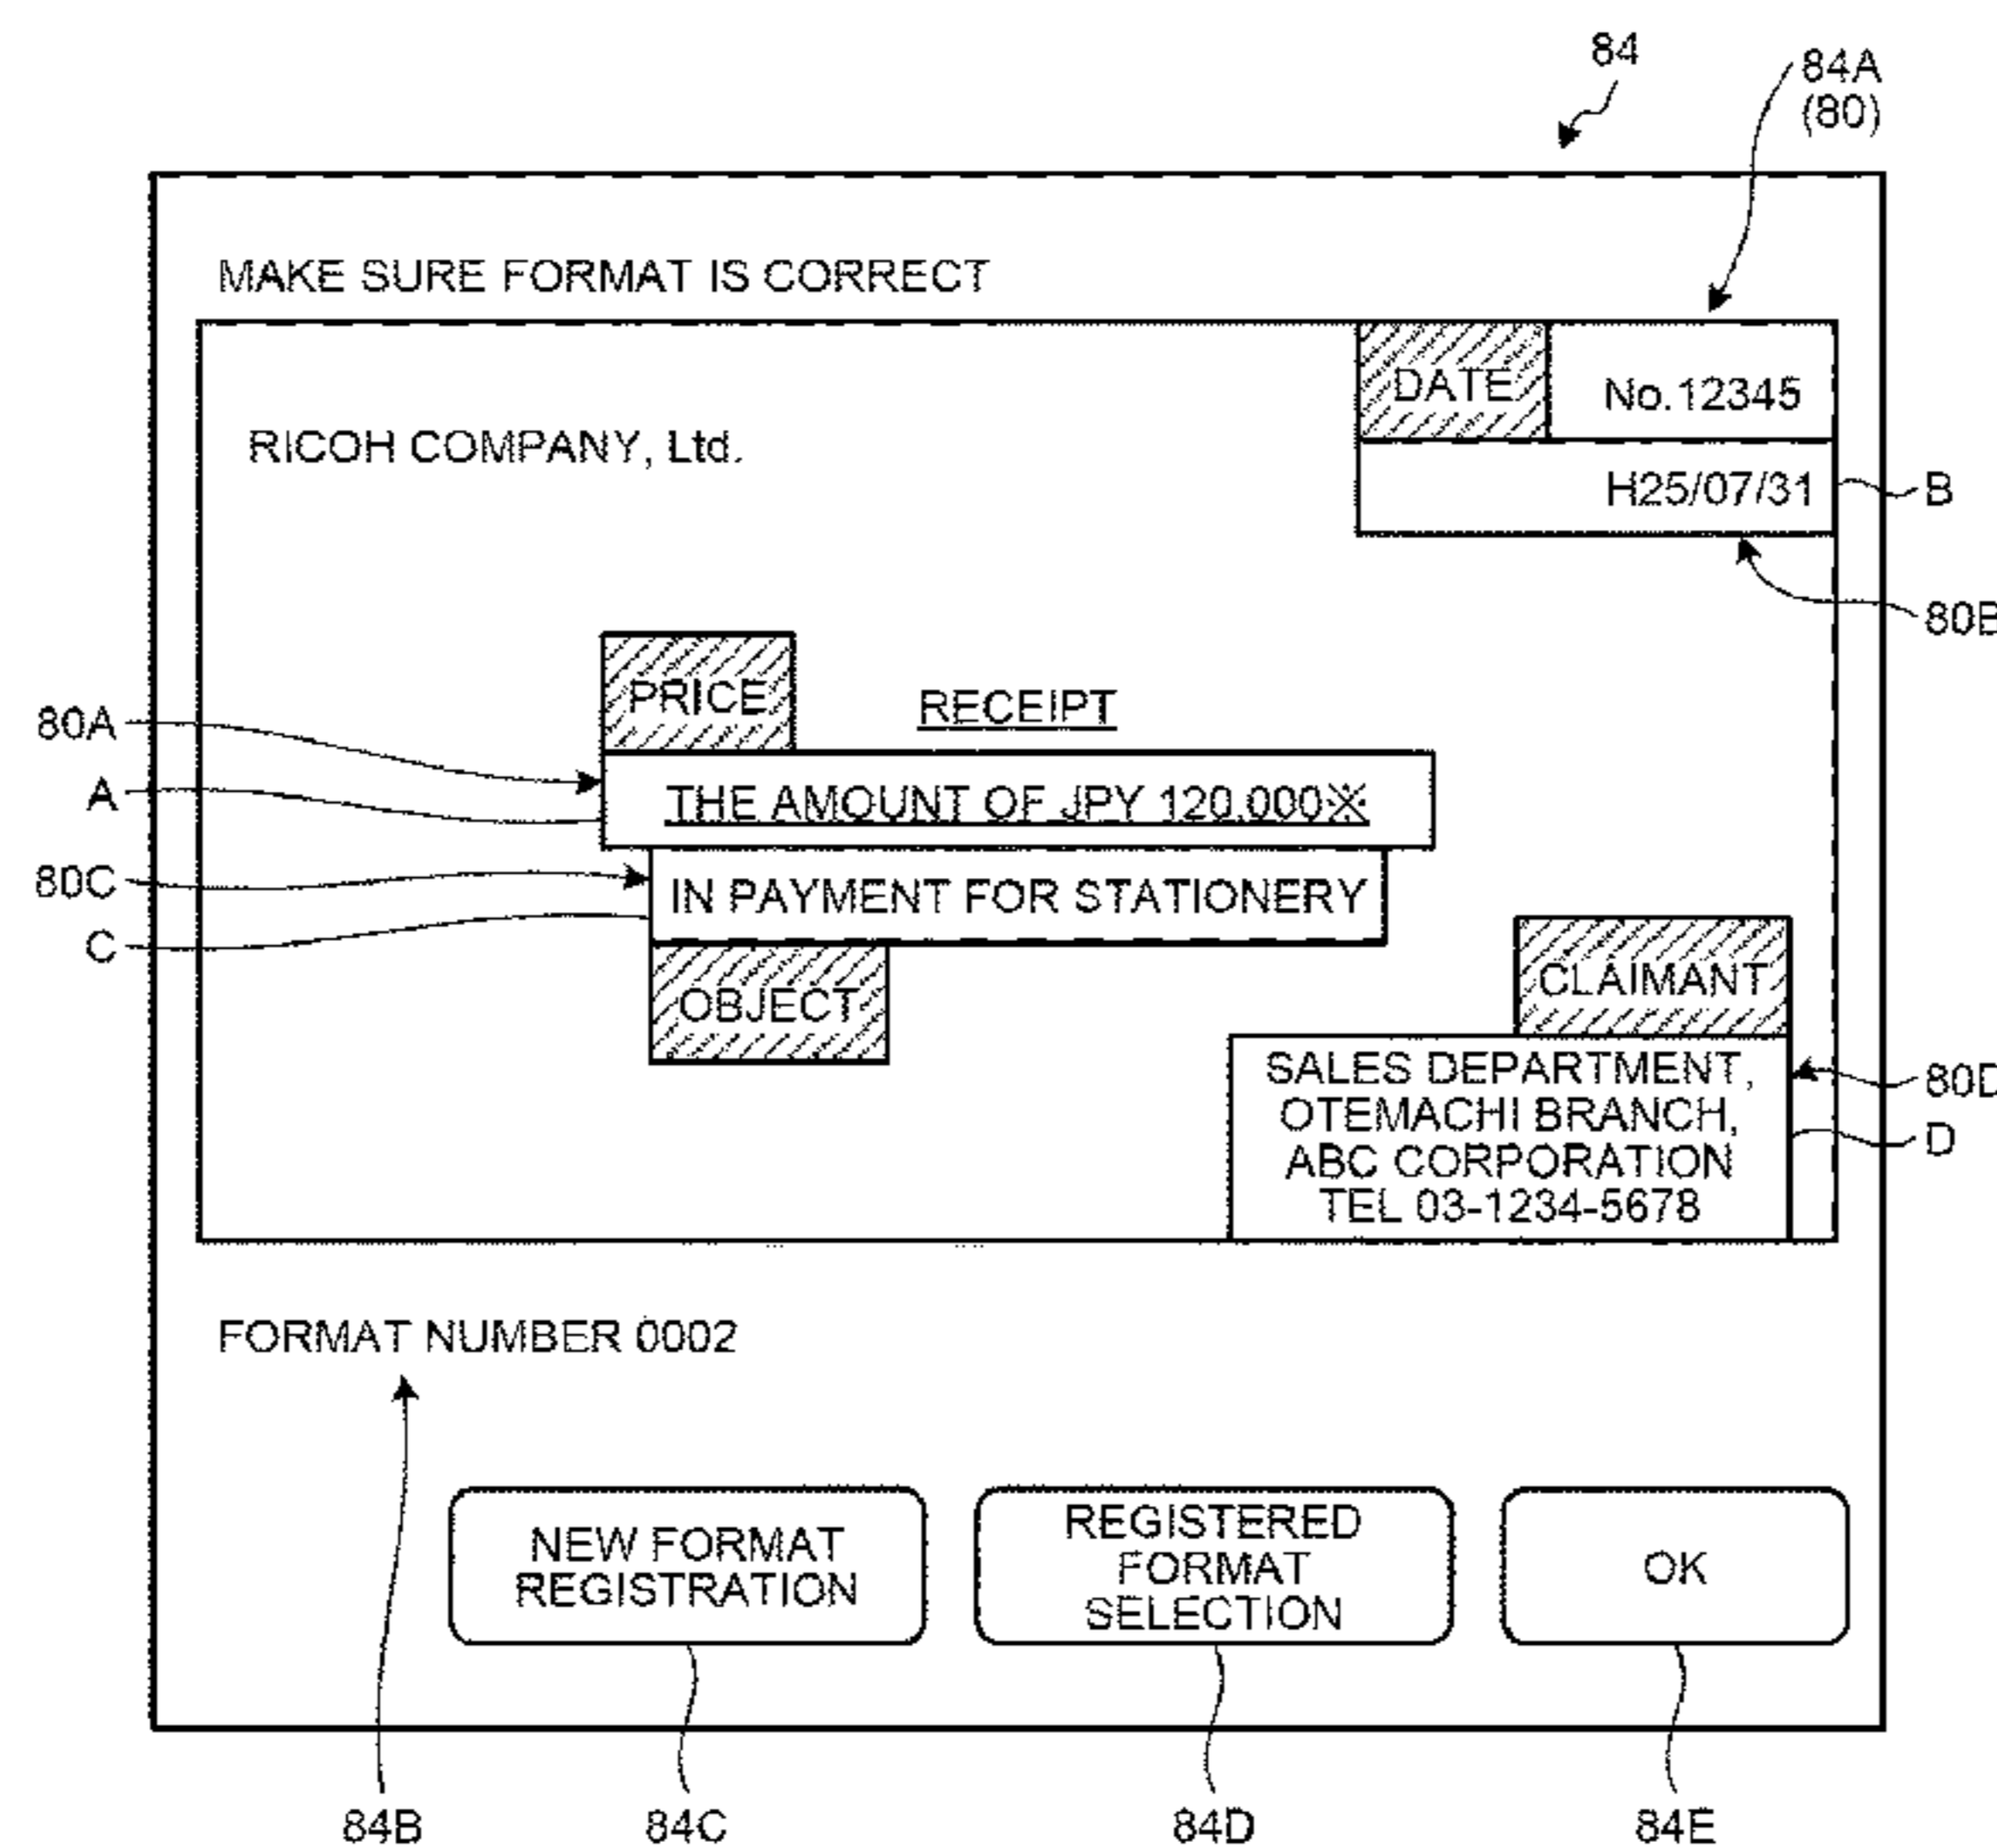 84
84A
(80)
MAKE SURE FORMAT IS CORRECT
DATE
No.12345
RICOH COMPANY, Ltd.
H25/07/31
B
80B
PRICE
RECEIPT
80A
A
THE AMOUNT OF JPY 120,000※
80C
IN PAYMENT FOR STATIONERY
C
OBJECT
CLAIMANT
SALES DEPARTMENT,
OTEMACHI BRANCH,
ABC CORPORATION
TEL 03-1234-5678
80D
D
FORMAT NUMBER 0002
NEW FORMAT
REGISTRATION
REGISTERED
FORMAT
SELECTION
OK
84B
84C
84D
84E